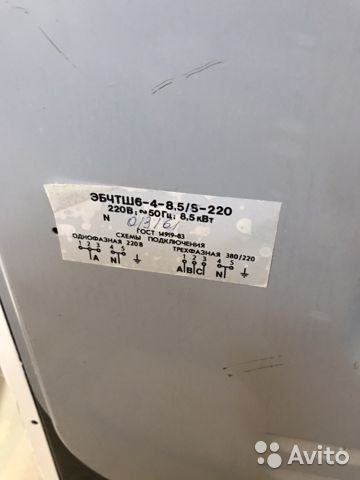 ЭБЧТШ6-4-8.5/S-220
220В; ~50Гц; 8,5 кВт
N 013161
ГОСТ 14919-83
СХЕМЫ ПОДКЛЮЧЕНИЯ
ОДНОФАЗНАЯ 220В ТРЕХФАЗНАЯ 380/220
1 2 3 4 5 1 2 3 4 5
A N A B C N
Avito